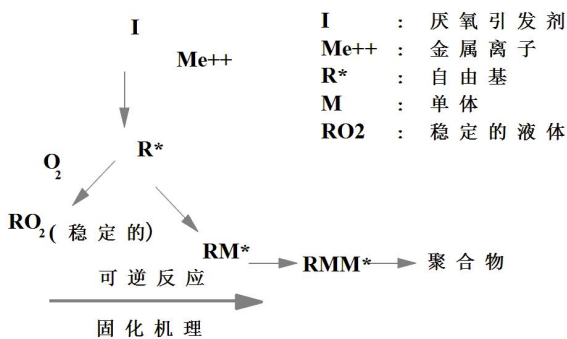 I
Me++
R*
O2
RO2(稳定的)
RM*
RMM*
聚合物
可逆反应
固化机理
I : 厌氧引发剂
Me++ : 金属离子
R* : 自由基
M : 单体
RO2 : 稳定的液体